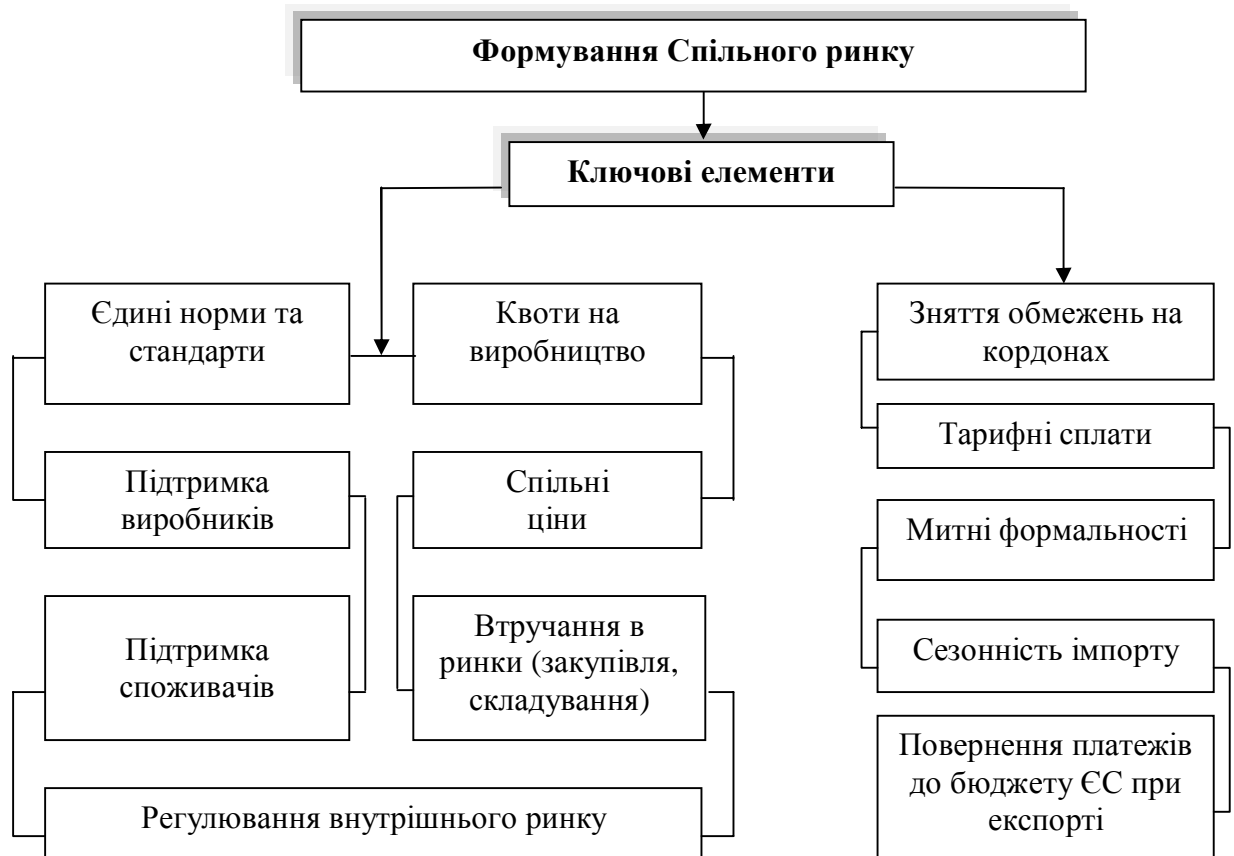 Формування Спільного ринку
Ключові елементи
Єдині норми та
стандарти
Квоти на
виробництво
Зняття обмежень на
кордонах
Тарифні сплати
Підтримка
виробників
Спільні
ціни
Митні формальності
Підтримка
споживачів
Втручання в
ринки (закупівля,
складування)
Сезонність імпорту
Повернення платежів
до бюджету ЄС при
експорті
Регулювання внутрішнього ринку